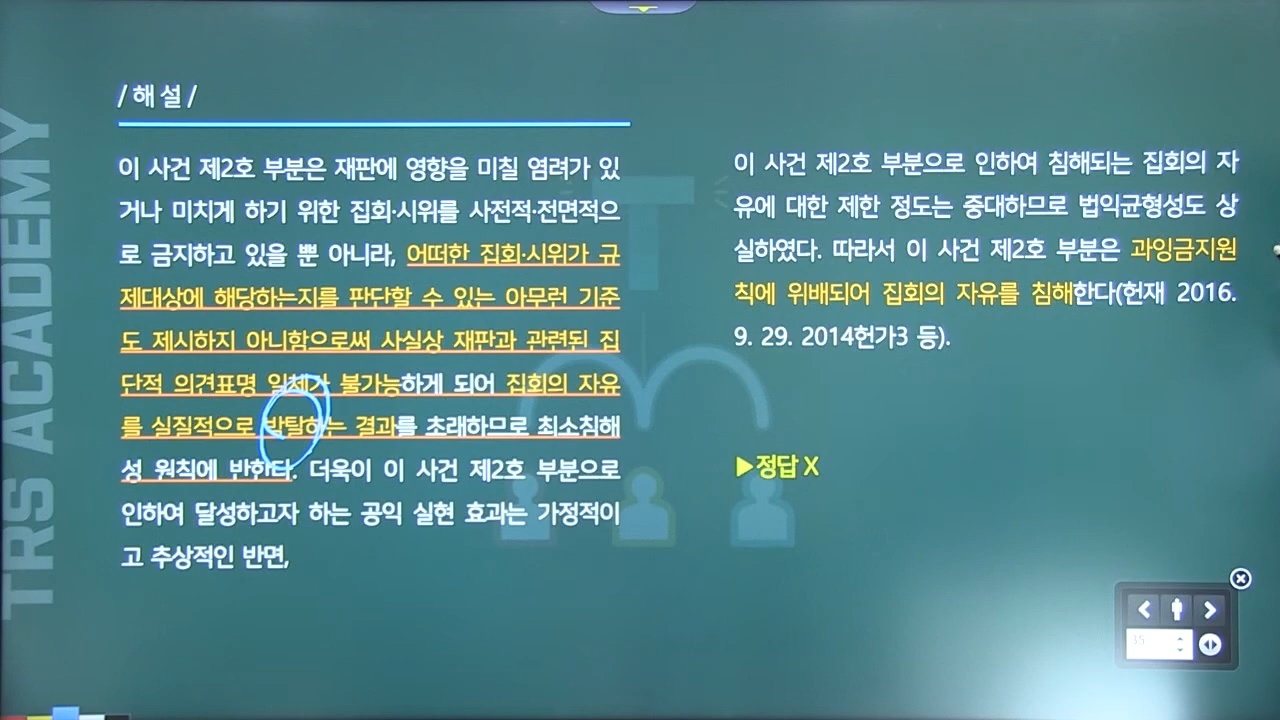 / 해 설 /
이 사건 제2호 부분은 재판에 영향을 미칠 염려가 있
거나 미치게 하기 위한 집회·시위를 사전적·전면적으
로 금지하고 있을 뿐 아니라, 어떠한 집회·시위가 규
제대상에 해당하는지를 판단할 수 있는 아무런 기준
도 제시하지 아니함으로써 사실상 재판과 관련된 집
단적 의견표명 일체가 불가능하게 되어 집회의 자유
를 실질적으로 박탈하는 결과를 초래하므로 최소침해
성 원칙에 반한다. 더욱이 이 사건 제2호 부분으로
인하여 달성하고자 하는 공익 실현 효과는 가정적이
고 추상적인 반면,
이 사건 제2호 부분으로 인하여 침해되는 집회의 자
유에 대한 제한 정도는 중대하므로 법익균형성도 상
실하였다. 따라서 이 사건 제2호 부분은 과잉금지원
칙에 위배되어 집회의 자유를 침해한다(헌재 2016.
9. 29. 2014헌가3 등).
▶정답 X
TRS ACADEMY
35